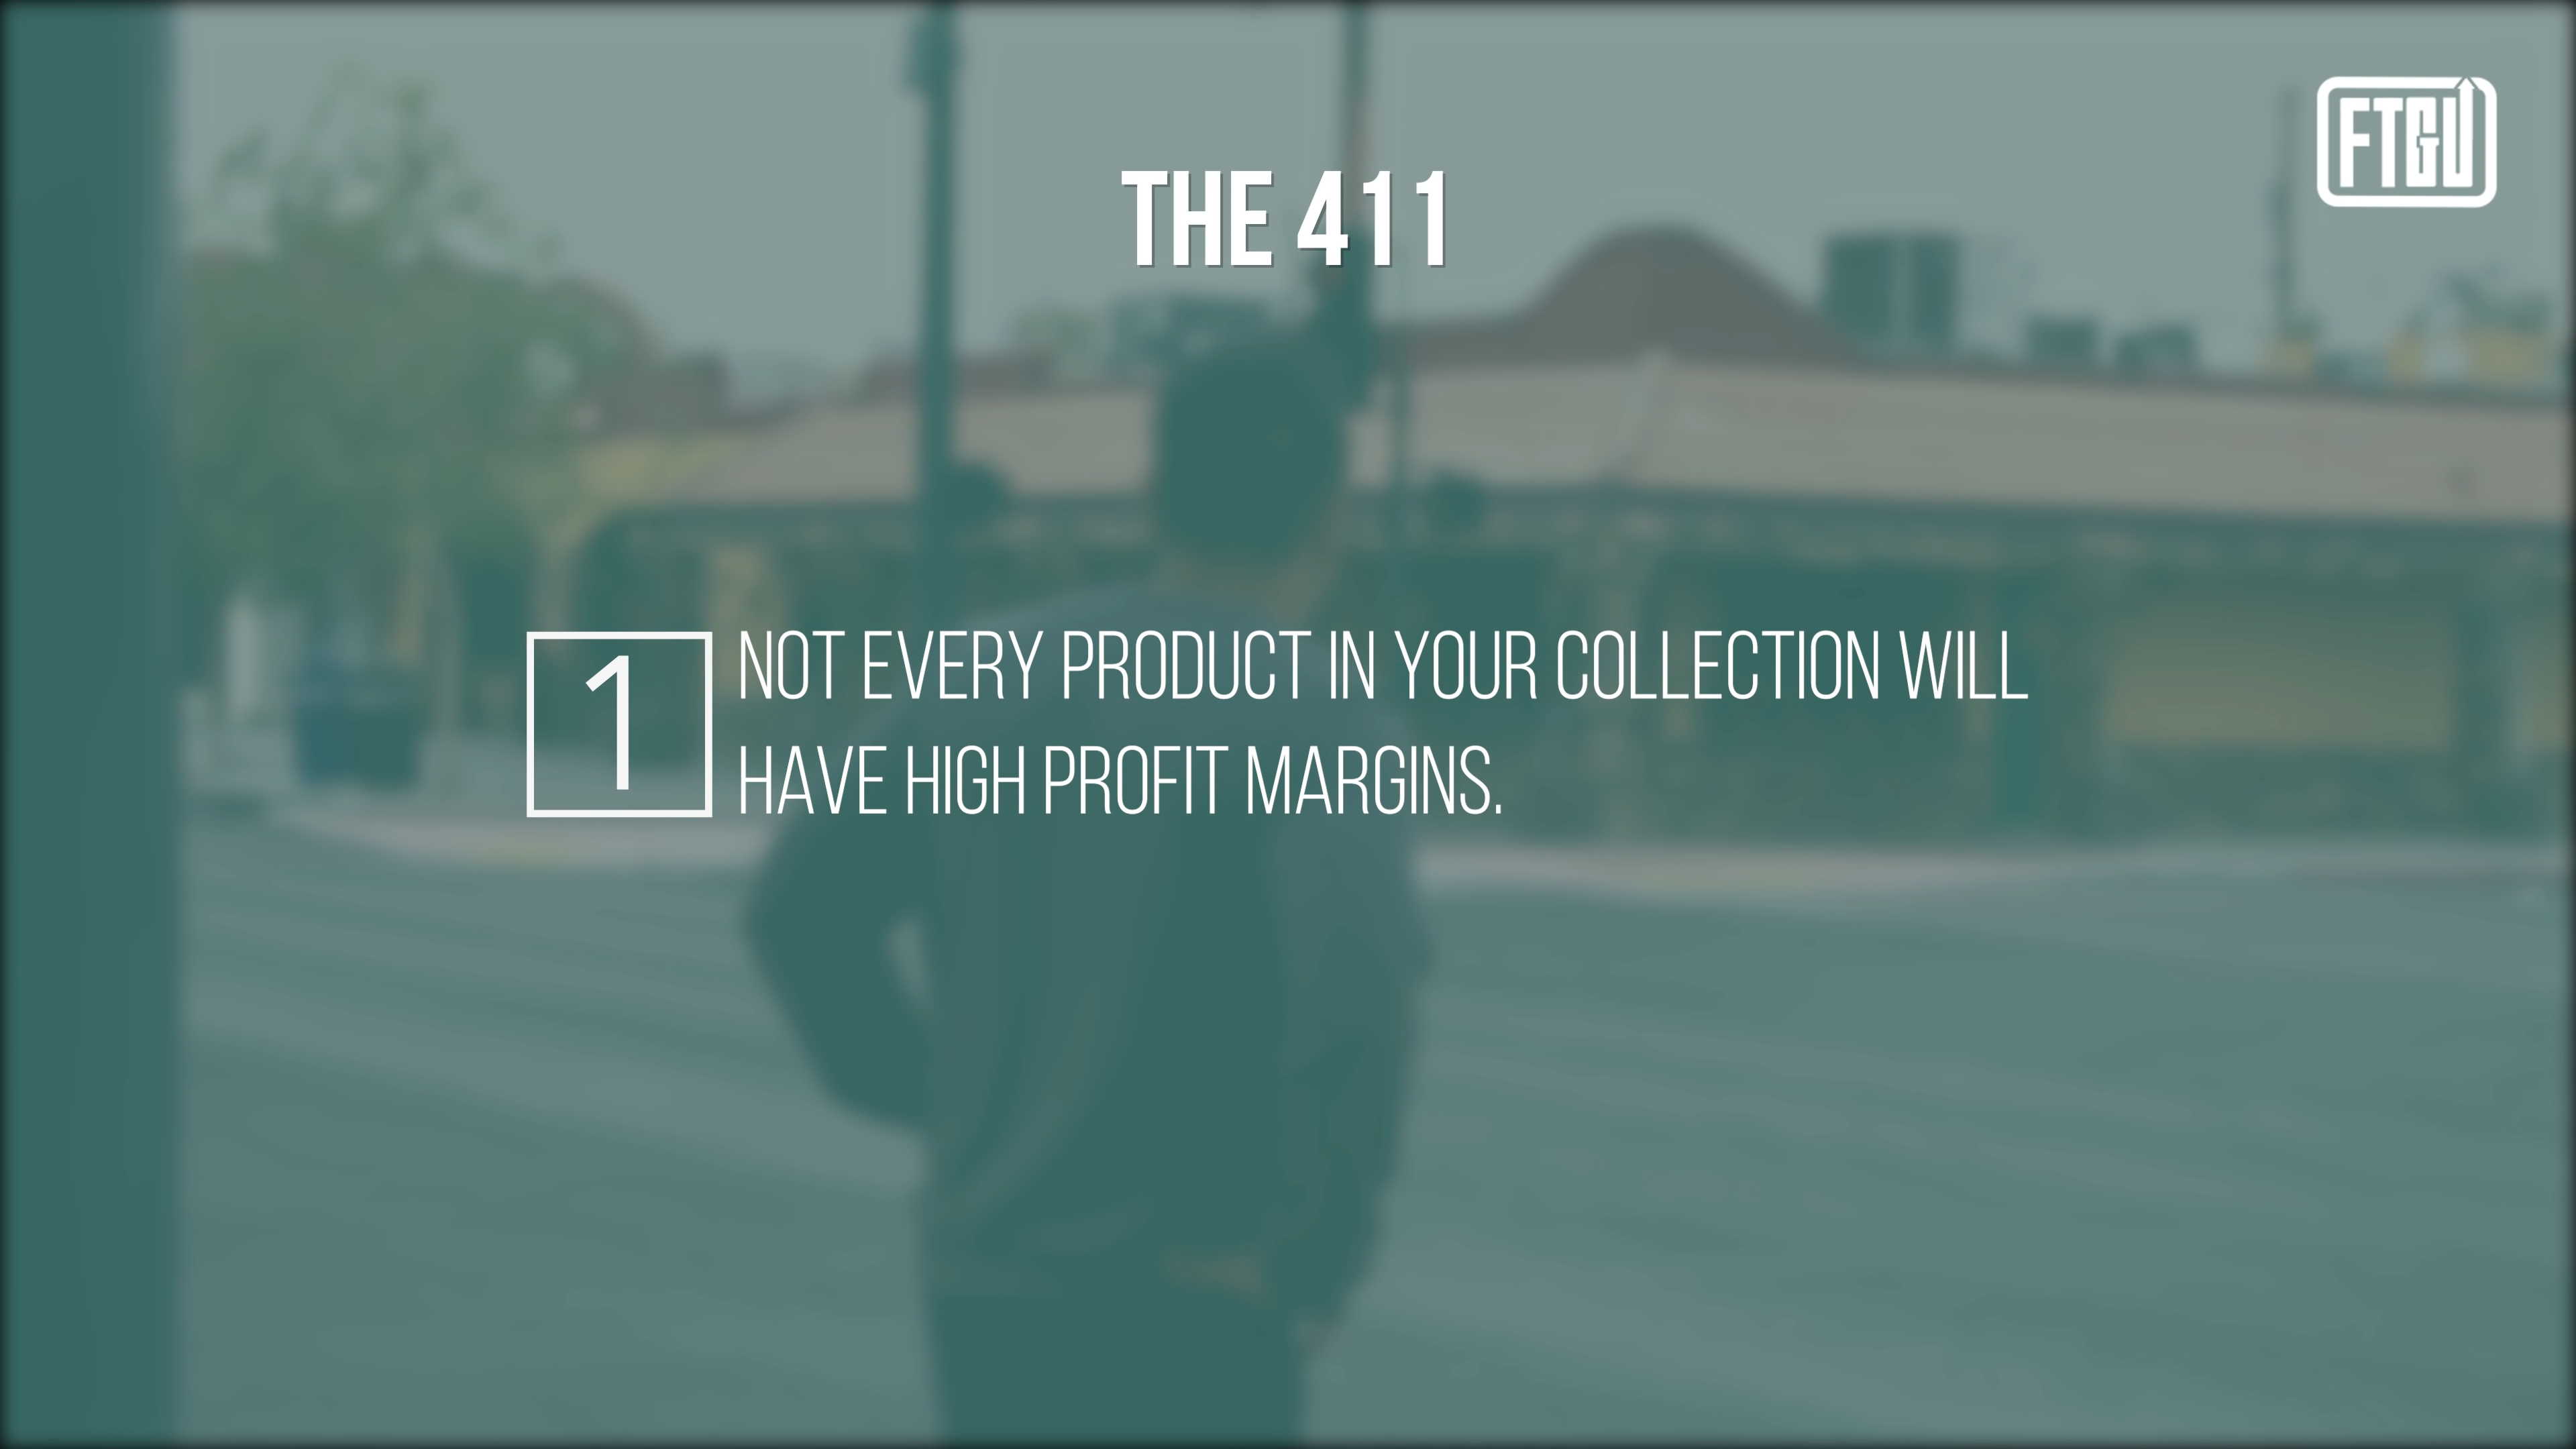 FTGU
THE 411
1
NOT EVERY PRODUCT IN YOUR COLLECTION WILL
HAVE HIGH PROFIT MARGINS.